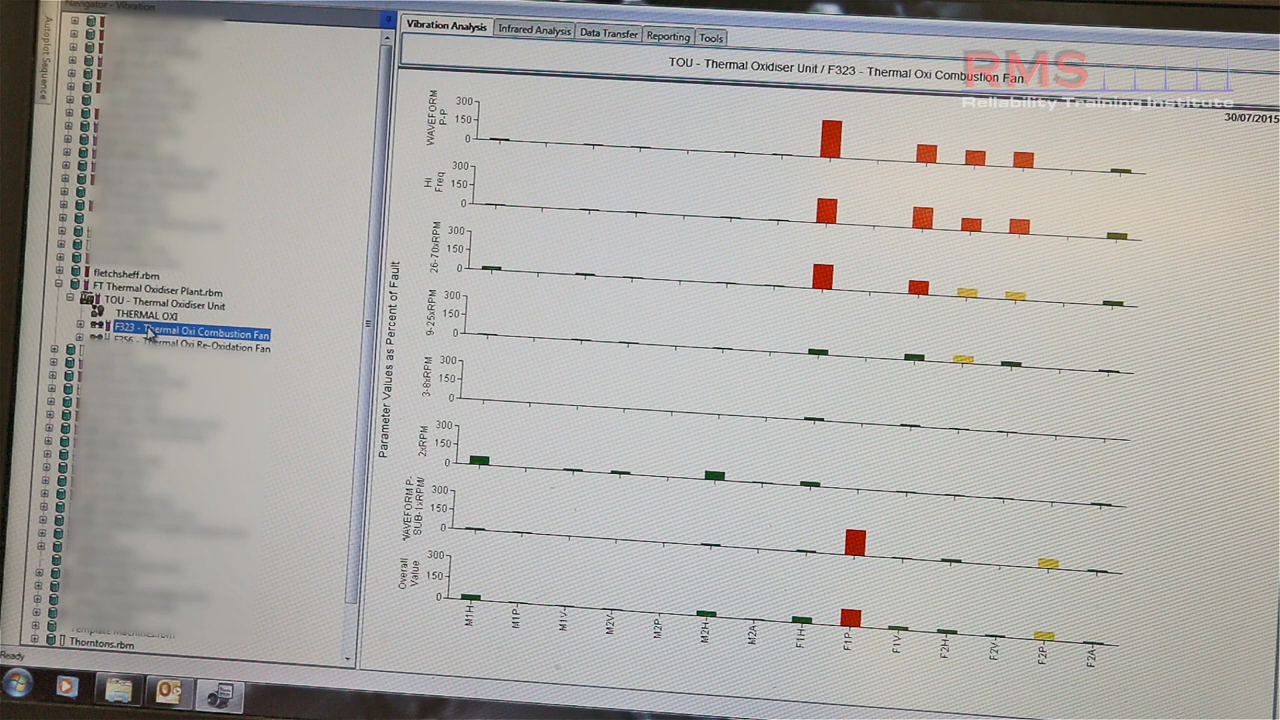 Navigator - Vibration
Autoplot
Sequence
fletchsheff.rbm
FT Thermal Oxidiser Plant.rbm
TOU - Thermal Oxidiser Unit
THERMAL OXI
F323 - Thermal Oxi Combustion Fan
F356 - Thermal Oxi Re-Oxidation Fan
Template Machines.rbm
Thorntons.rbm
Ready
Vibration Analysis
Infrared Analysis
Data Transfer
Reporting
Tools
TOU - Thermal Oxidiser Unit / F323 - Thermal Oxi Combustion Fan
RMS
Reliability Training Institute
30/07/2015
Parameter Values as Percent of Fault
WAVEFORM
P-P
300
150
0
Hi
Freq
300
150
0
26-70xRPM
300
150
0
9-25xRPM
300
150
0
3-8xRPM
300
150
0
2xRPM
300
150
0
WAVEFORM P-
SUB-1xRPM/
300
150
0
Overall
Value
300
150
0
M1H
M1P
M1V
M2V
M2P
M2H
M2A
F1H
F1P
F1V
F2H
F2V
F2P
F2A